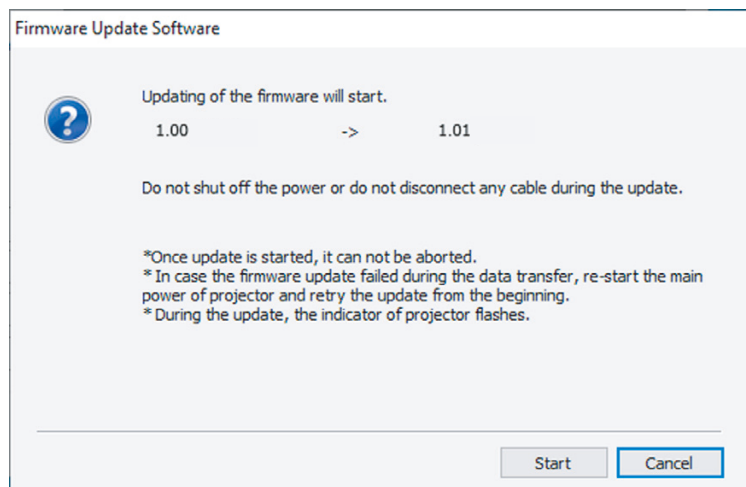 Firmware Update Software
Updating of the firmware will start.
1.00 -> 1.01
Do not shut off the power or do not disconnect any cable during the update.
*Once update is started, it can not be aborted.
* In case the firmware update failed during the data transfer, re-start the main
power of projector and retry the update from the beginning.
* During the update, the indicator of projector flashes.
Start Cancel